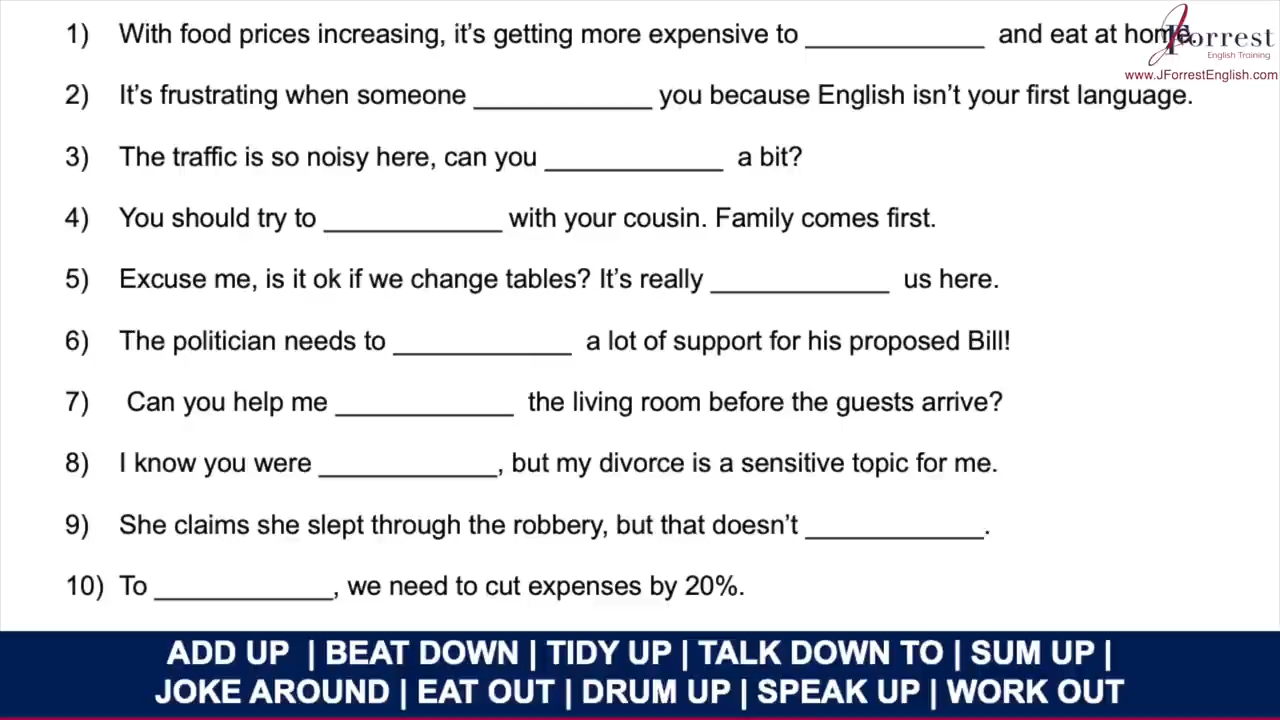 1) With food prices increasing, it's getting more expensive to ____________ and eat at home.
JForrest
English Training
www.JForrestEnglish.com
2) It's frustrating when someone ____________ you because English isn't your first language.
3) The traffic is so noisy here, can you ____________ a bit?
4) You should try to ____________ with your cousin. Family comes first.
5) Excuse me, is it ok if we change tables? It's really ____________ us here.
6) The politician needs to ____________ a lot of support for his proposed Bill!
7) Can you help me ____________ the living room before the guests arrive?
8) I know you were ____________, but my divorce is a sensitive topic for me.
9) She claims she slept through the robbery, but that doesn't ____________.
10) To ____________, we need to cut expenses by 20%.
ADD UP | BEAT DOWN | TIDY UP | TALK DOWN TO | SUM UP |
JOKE AROUND | EAT OUT | DRUM UP | SPEAK UP | WORK OUT